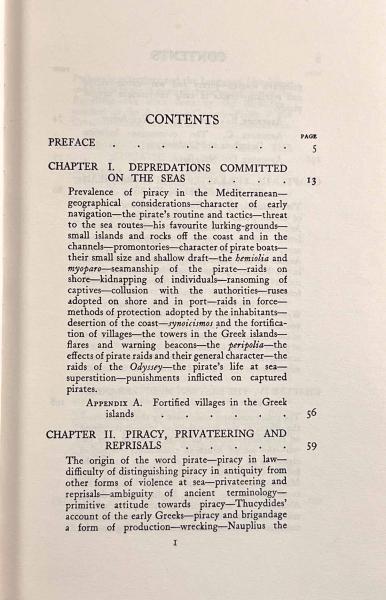 CONTENTS
PAGE
PREFACE . . . . . . . . 5
CHAPTER I. DEPREDATIONS COMMITTED
ON THE SEAS . . . . 13
Prevalence of piracy in the Mediterranean—
geographical considerations—character of early
navigation—the pirate's routine and tactics—threat
to the sea routes—his favourite lurking-grounds—
small islands and rocks off the coast and in the
channels—promontories—character of pirate boats—
their small size and shallow draft—the hemiolia and
myoparo—seamanship of the pirate—raids on
shore—kidnapping of individuals—ransoming of
captives—collusion with the authorities—ruses
adopted on shore and in port—raids in force—
methods of protection adopted by the inhabitants—
desertion of the coast—synoicismos and the fortifica-
tion of villages—the towers in the Greek islands—
flares and warning beacons—the peripolia—the
effects of pirate raids and their general character—the
raids of the Odyssey—the pirate's life at sea—
superstition—punishments inflicted on captured
pirates.
APPENDIX A. Fortified villages in the Greek
islands . . . . . . 56
CHAPTER II. PIRACY, PRIVATEERING AND
REPRISALS . . . . . 59
The origin of the word pirate—piracy in law—
difficulty of distinguishing piracy in antiquity from
other forms of violence at sea—privateering and
reprisals—ambiguity of ancient terminology—
primitive attitude towards piracy—Thucydides'
account of the early Greeks—piracy and brigandage
a form of production—wrecking—Nauplius the
1